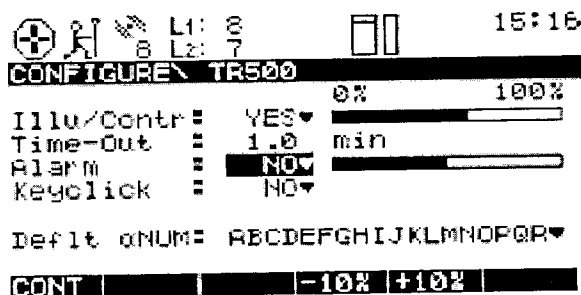 L1: 8
8 L2: 7
15:16
CONFIGURE\ TR500
0% 100%
Illu/Contr: YES▼
Time-Out : 1.0 min
Alarm : NO▼
Keyclick : NO▼
Deflt αNUM: ABCDEFGHIJKLMNOPQR▼
CONT -10% +10%